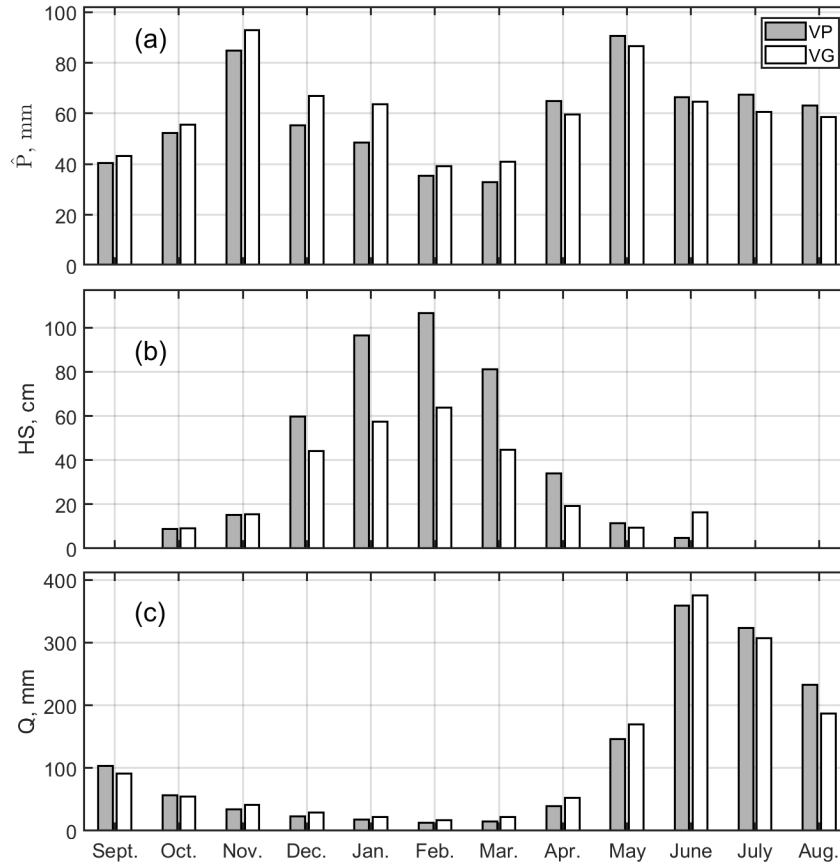 (a)
VP
VG
P̂, mm
100
80
60
40
20
0
(b)
HS, cm
100
80
60
40
20
0
(c)
Q, mm
400
300
200
100
0
Sept. Oct. Nov. Dec. Jan. Feb. Mar. Apr. May June July Aug.